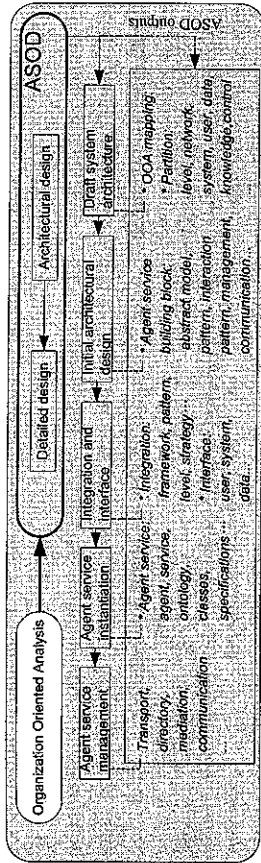 Organization Oriented Analysis
Detailed design
Architectural design
ASOD
Agent service
management
Agent service
instantiation
Integration and
interface
Initial architectural
design
Draft system
architecture
ASOD outputs
Transport,
directory,
mediation,
communication
...
* Agent service:
agent, service,
ontology,
classes,
specifications ...
* Integration:
framework, pattern,
level, strategy ...
* Interface:
user, system,
data...
* Agent service
building block,
abstract model,
pattern, interaction
pattern, management,
communication...
* OOA mapping
* Partition:
level, network,
system, user, data,
knowledge control